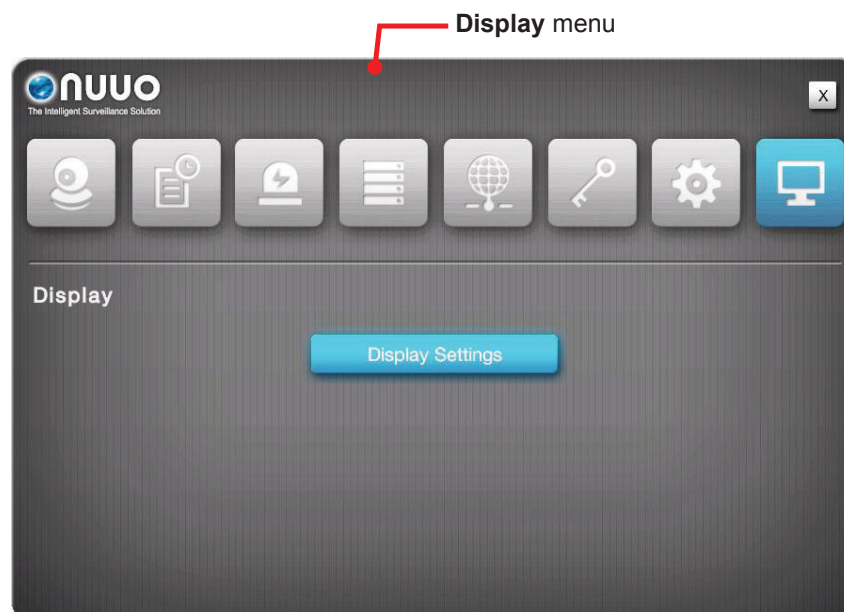 Display menu
nuuo
The Intelligent Surveillance Solution
X
Display
Display Settings